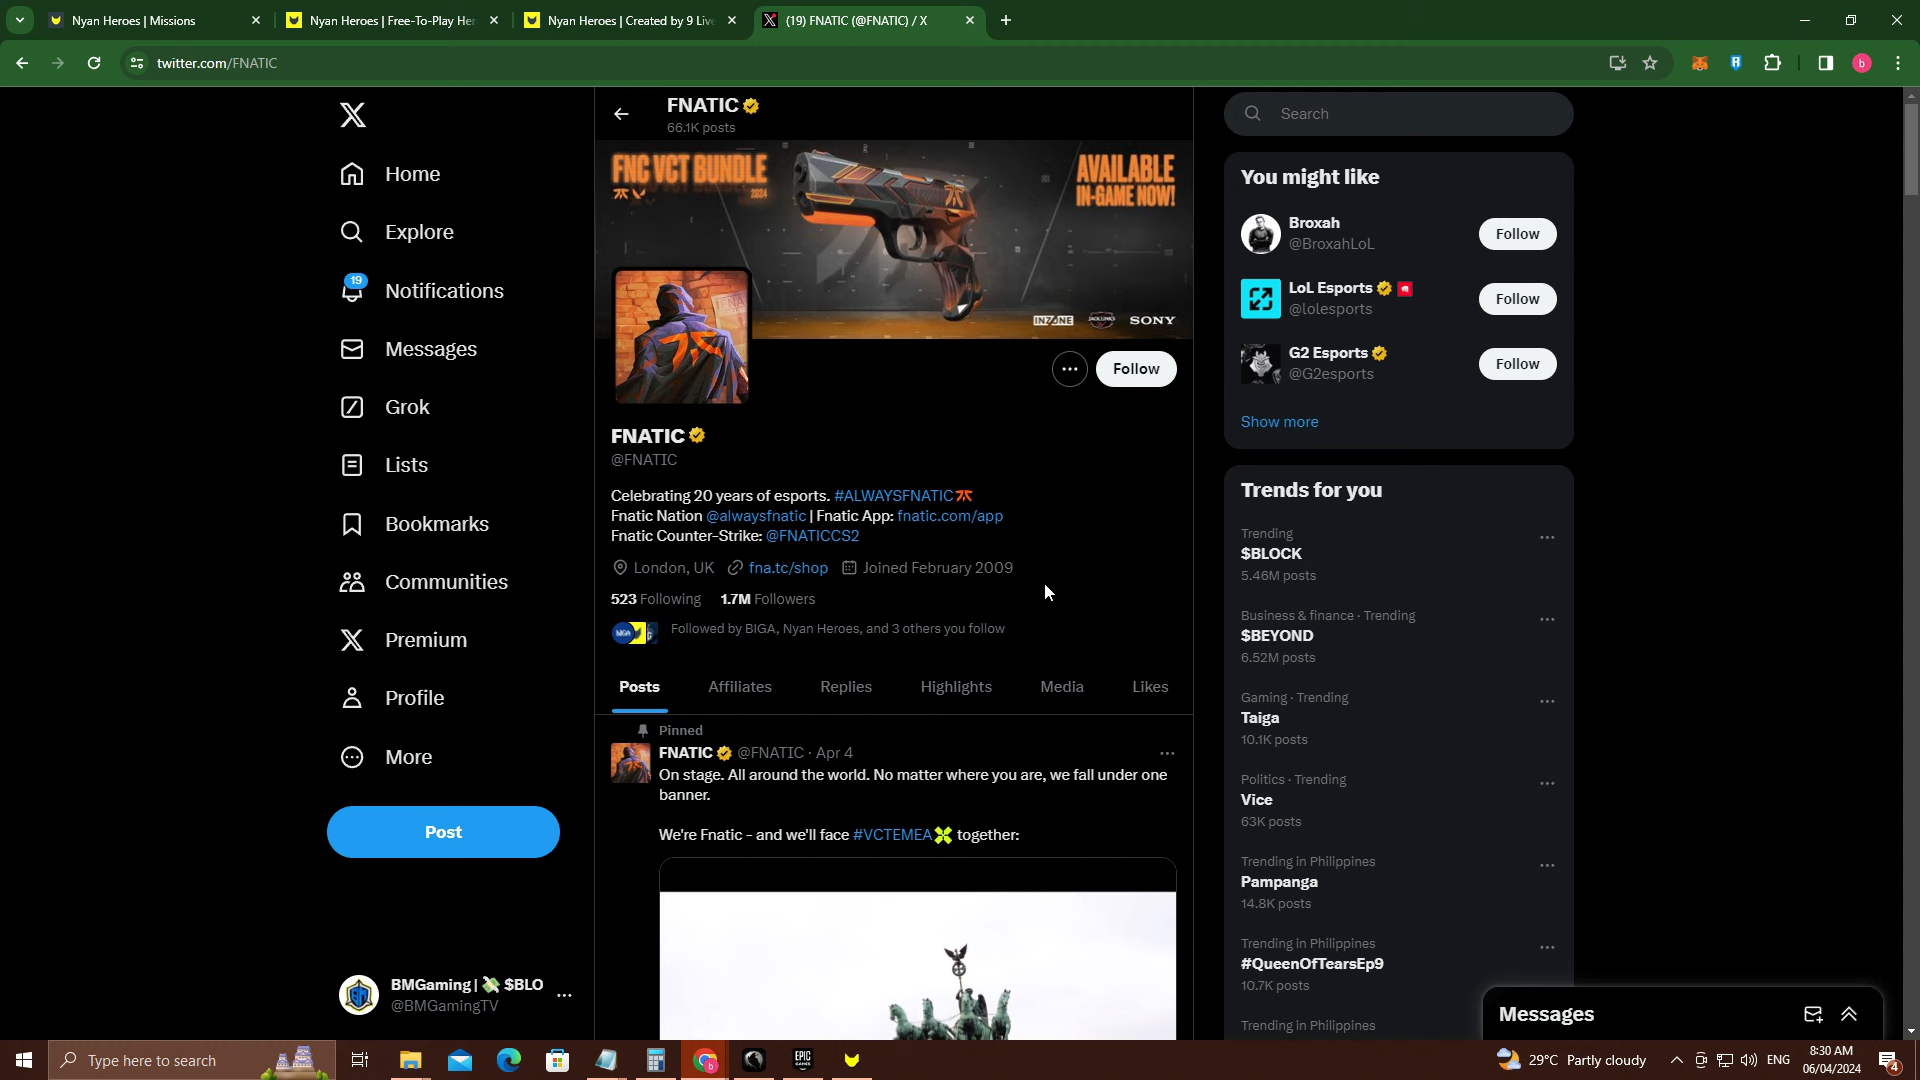 Nyan Heroes | Missions
Nyan Heroes | Free-To-Play He
Nyan Heroes | Created by 9 Live
(19) FNATIC (@FNATIC) / X
twitter.com/FNATIC
b
Home
Explore
19
Notifications
Messages
Grok
Lists
Bookmarks
Communities
Premium
Profile
More
Post
BMGaming | 💸 $BLO
@BMGamingTV
FNATIC
66.1K posts
FNC VCT BUNDLE
2024
AVAILABLE
IN-GAME NOW!
INZONE
SONY
Follow
FNATIC
@FNATIC
Celebrating 20 years of esports. #ALWAYSFNATIC
Fnatic Nation @alwaysfnatic | Fnatic App: fnatic.com/app
Fnatic Counter-Strike: @FNATICCS2
London, UK fna.tc/shop Joined February 2009
523 Following 1.7M Followers
Followed by BIGA, Nyan Heroes, and 3 others you follow
Posts Affiliates Replies Highlights Media Likes
Pinned
FNATIC @FNATIC · Apr 4
On stage. All around the world. No matter where you are, we fall under one
banner.
We're Fnatic - and we'll face #VCTEMEA together:
Search
You might like
Broxah
@BroxahLoL
Follow
LoL Esports
@lolesports
Follow
G2 Esports
@G2esports
Follow
Show more
Trends for you
Trending
$BLOCK
5.46M posts
Business & finance · Trending
$BEYOND
6.52M posts
Gaming · Trending
Taiga
10.1K posts
Politics · Trending
Vice
63K posts
Trending in Philippines
Pampanga
14.8K posts
Trending in Philippines
#QueenOfTearsEp9
10.7K posts
Trending in Philippines
Messages
Type here to search
EPIC
GAMES
29°C Partly cloudy
ENG
8:30 AM
06/04/2024
4